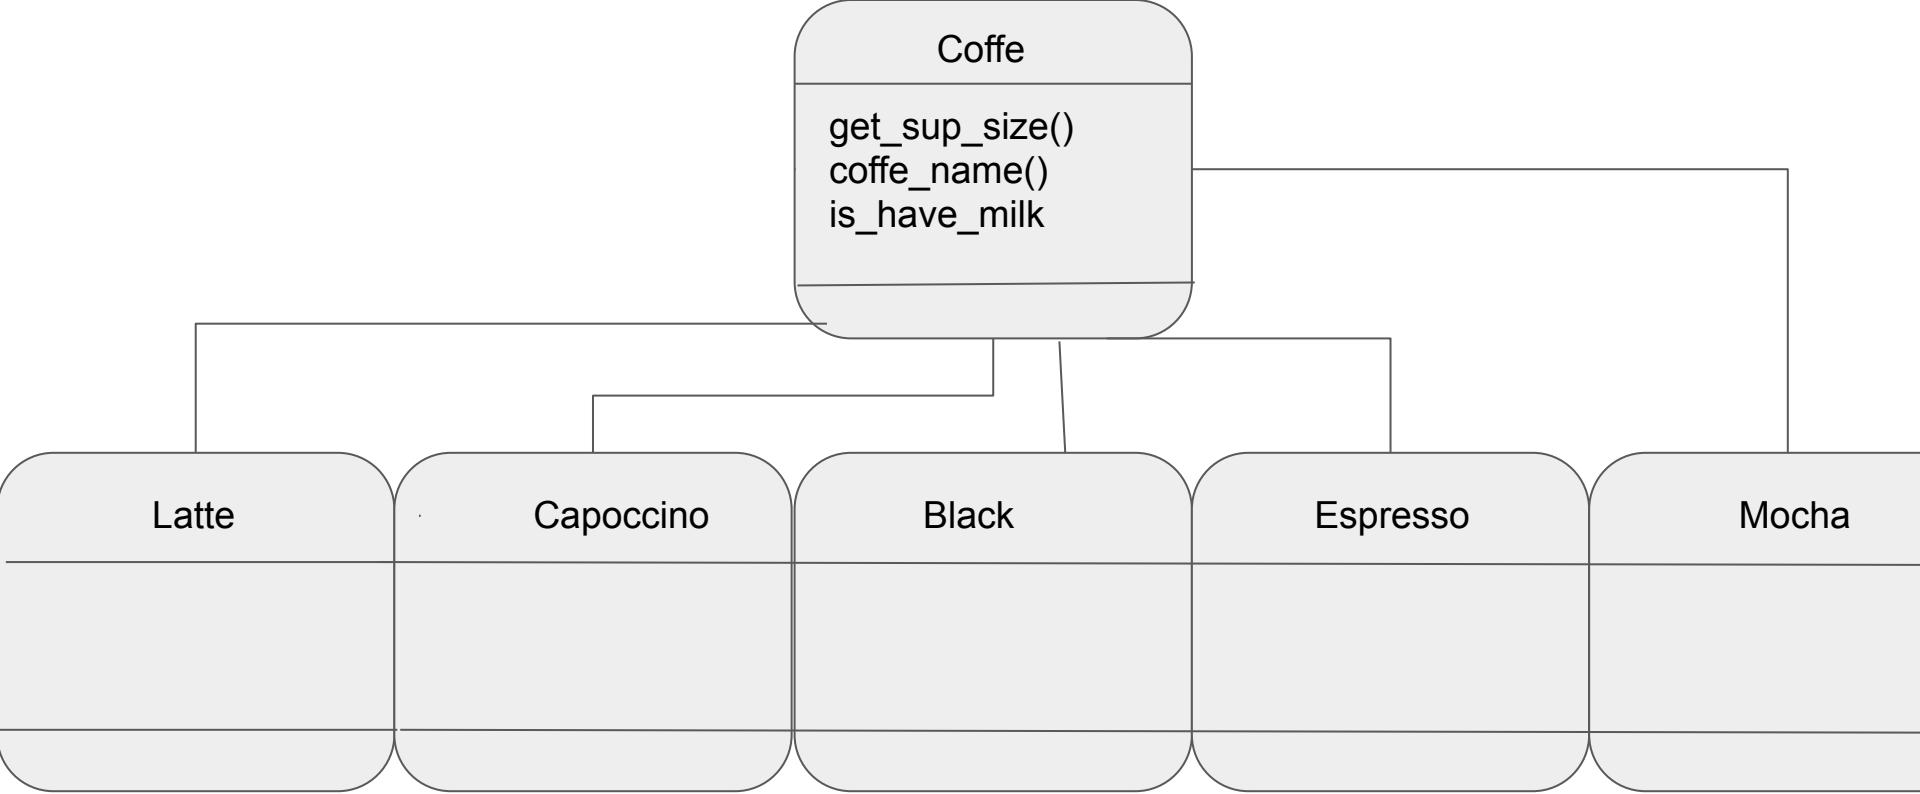 Coffe
get_sup_size()
coffe_name()
is_have_milk
Latte
Capoccino
Black
Espresso
Mocha